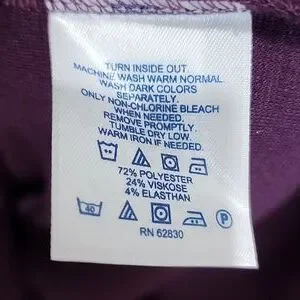 TURN INSIDE OUT.
MACHINE WASH WARM NORMAL
WASH DARK COLORS
SEPARATELY.
ONLY NON-CHLORINE BLEACH
WHEN NEEDED.
REMOVE PROMPTLY.
TUMBLE DRY LOW.
WARM IRON IF NEEDED.
72% POLYESTER
24% VISKOSE
4% ELASTHAN
40
P
RN 62830